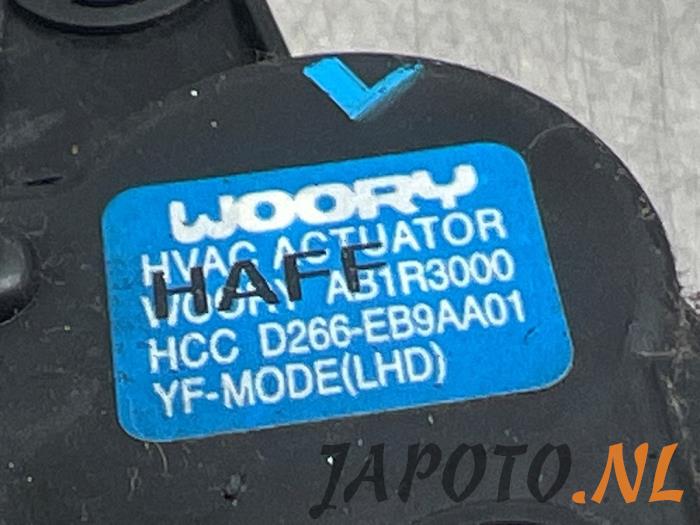 WOORY
HVAC ACTUATOR
HAFF
WOORY AB1R3000
HCC D266-EB9AA01
YF-MODE(LHD)
JAPOTO.NL